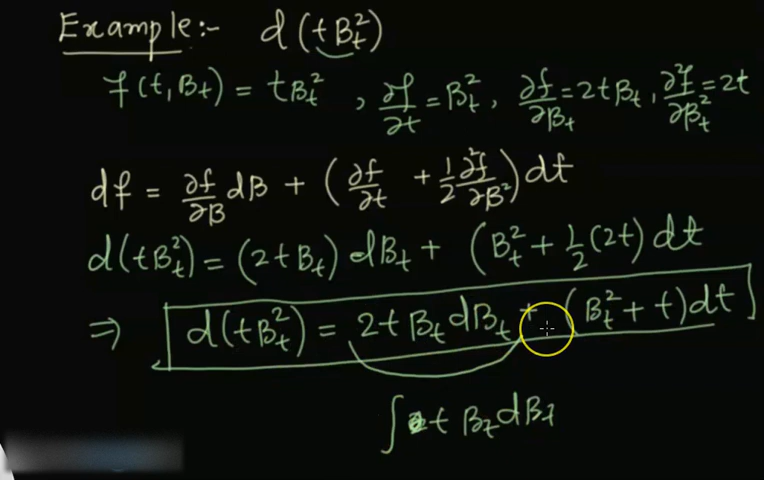 Example:- d(tB_t^2)
f(t, B_t) = tB_t^2 , ∂f/∂t = B_t^2, ∂f/∂B_t = 2tB_t, ∂^2f/∂B_t^2 = 2t
df = ∂f/∂B dB + (∂f/∂t + 1/2 ∂^2f/∂B^2) dt
d(tB_t^2) = (2tB_t) dB_t + (B_t^2 + 1/2 (2t) dt
⇒ d(tB_t^2) = 2t B_t dB_t + (B_t^2 + t) dt
∫ t B_t dB_t